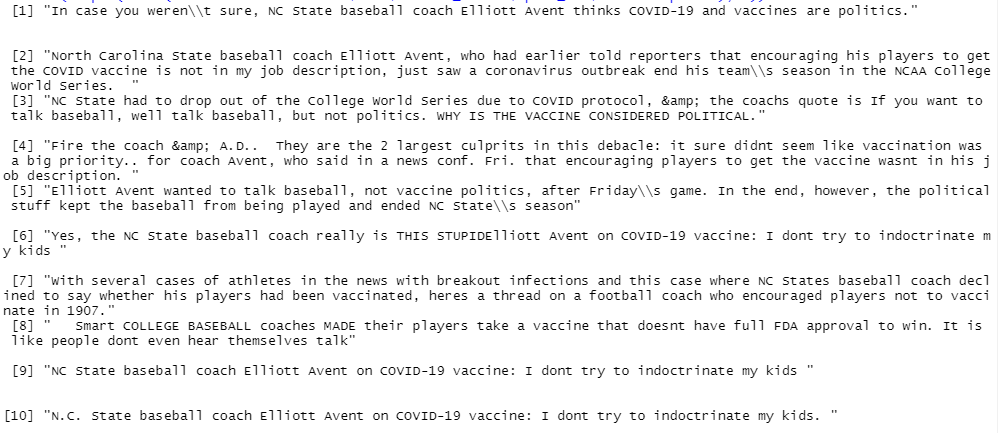 [1] "In case you weren\\t sure, NC State baseball coach Elliott Avent thinks COVID-19 and vaccines are politics."
[2] "North Carolina State baseball coach Elliott Avent, who had earlier told reporters that encouraging his players to get
the COVID vaccine is not in my job description, just saw a coronavirus outbreak end his team\\s season in the NCAA College
World Series.  "
[3] "NC State had to drop out of the College World Series due to COVID protocol, &amp; the coachs quote is If you want to
talk baseball, well talk baseball, but not politics. WHY IS THE VACCINE CONSIDERED POLITICAL."
[4] "Fire the coach &amp; A.D..  They are the 2 largest culprits in this debacle: it sure didnt seem like vaccination was
a big priority.. for coach Avent, who said in a news conf. Fri. that encouraging players to get the vaccine wasnt in his j
ob description. "
[5] "Elliott Avent wanted to talk baseball, not vaccine politics, after Friday\\s game. In the end, however, the political
stuff kept the baseball from being played and ended NC State\\s season"
[6] "Yes, the NC State baseball coach really is THIS STUPIDElliott Avent on COVID-19 vaccine: I dont try to indoctrinate m
y kids "
[7] "With several cases of athletes in the news with breakout infections and this case where NC States baseball coach decl
ined to say whether his players had been vaccinated, heres a thread on a football coach who encouraged players not to vacci
nate in 1907."
[8] "   Smart COLLEGE BASEBALL coaches MADE their players take a vaccine that doesnt have full FDA approval to win. It is
like people dont even hear themselves talk"
[9] "NC State baseball coach Elliott Avent on COVID-19 vaccine: I dont try to indoctrinate my kids "
[10] "N.C. State baseball coach Elliott Avent on COVID-19 vaccine: I dont try to indoctrinate my kids. "